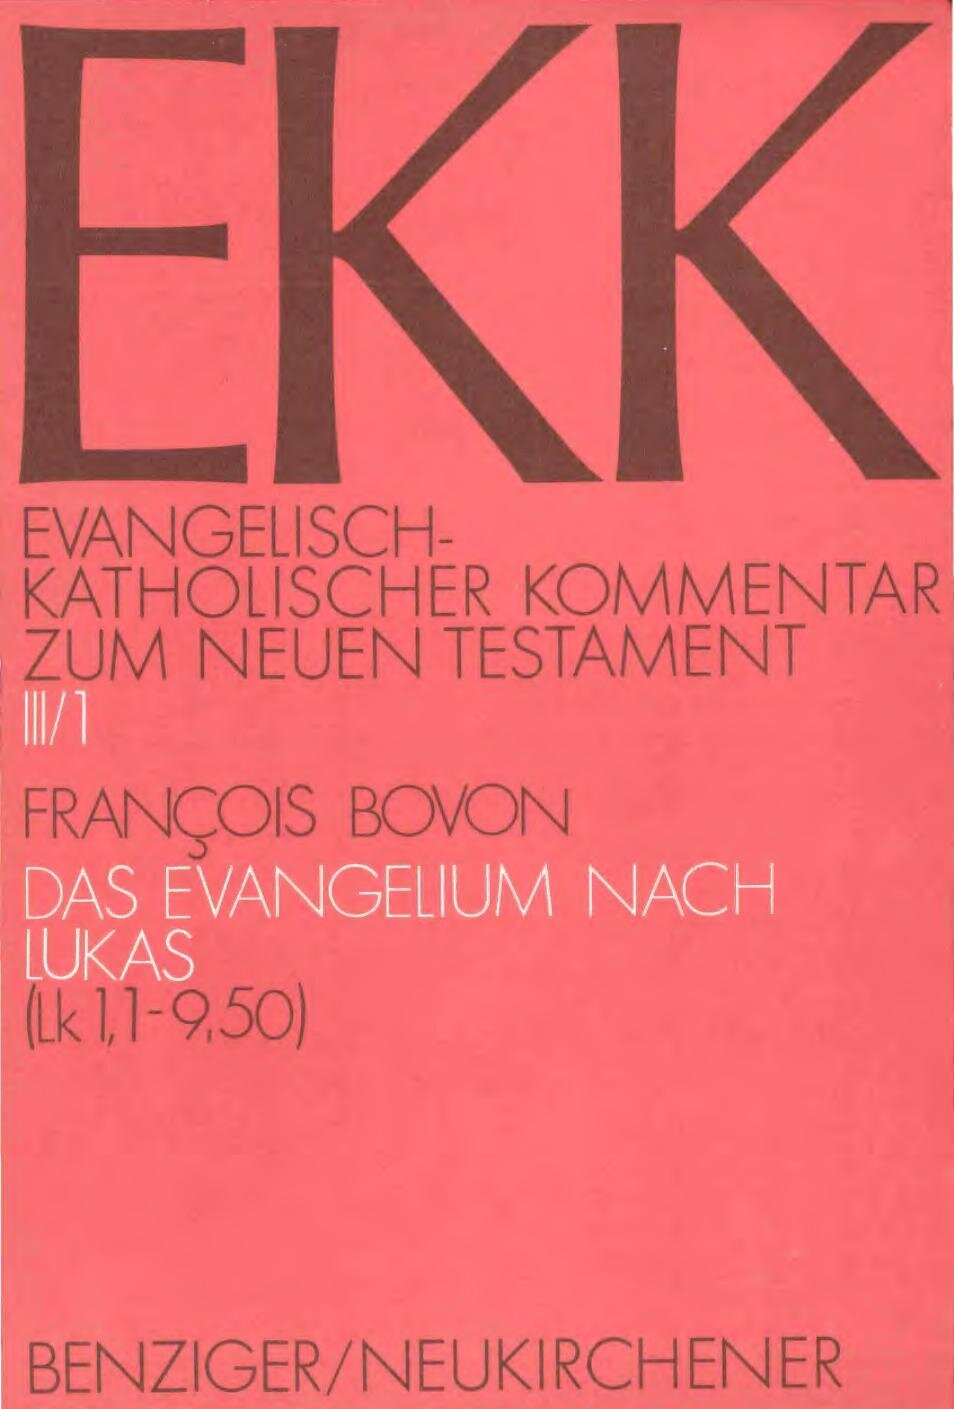 EKK
EVANGELISCH-
KATHOLISCHER KOMMENTAR
ZUM NEUEN TESTAMENT
III/1
FRANÇOIS BOVON
DAS EVANGELIUM NACH
LUKAS
(Lk 1,1-9,50)
BENZIGER/NEUKIRCHENER